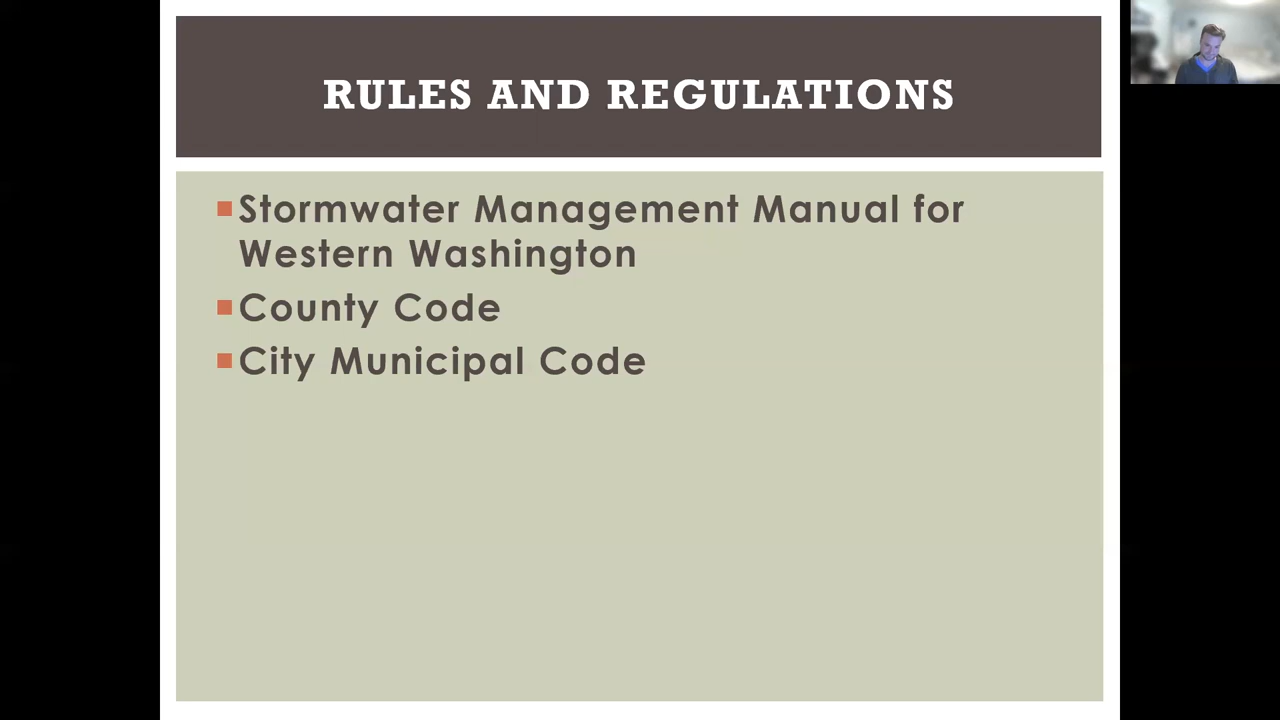 RULES AND REGULATIONS
Stormwater Management Manual for
Western Washington
County Code
City Municipal Code